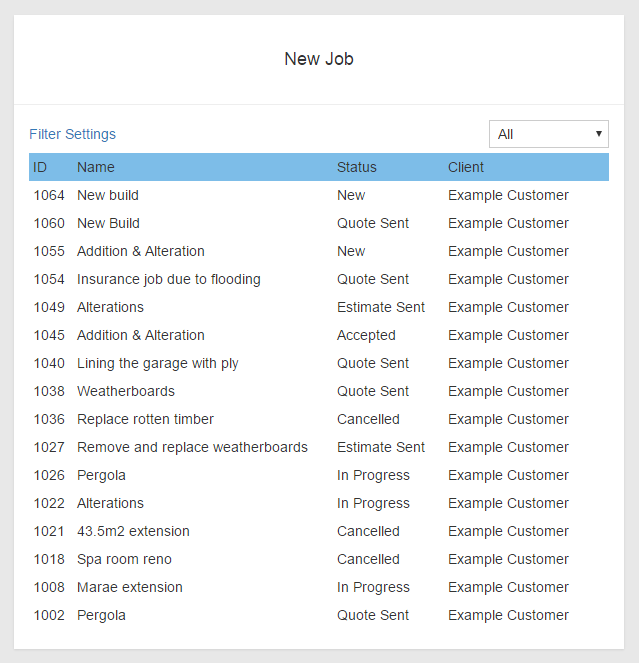 New Job
Filter Settings All
ID Name Status Client
1064 New build New Example Customer
1060 New Build Quote Sent Example Customer
1055 Addition & Alteration New Example Customer
1054 Insurance job due to flooding Quote Sent Example Customer
1049 Alterations Estimate Sent Example Customer
1045 Addition & Alteration Accepted Example Customer
1040 Lining the garage with ply Quote Sent Example Customer
1038 Weatherboards Quote Sent Example Customer
1036 Replace rotten timber Cancelled Example Customer
1027 Remove and replace weatherboards Estimate Sent Example Customer
1026 Pergola In Progress Example Customer
1022 Alterations In Progress Example Customer
1021 43.5m2 extension Cancelled Example Customer
1018 Spa room reno Cancelled Example Customer
1008 Marae extension In Progress Example Customer
1002 Pergola Quote Sent Example Customer